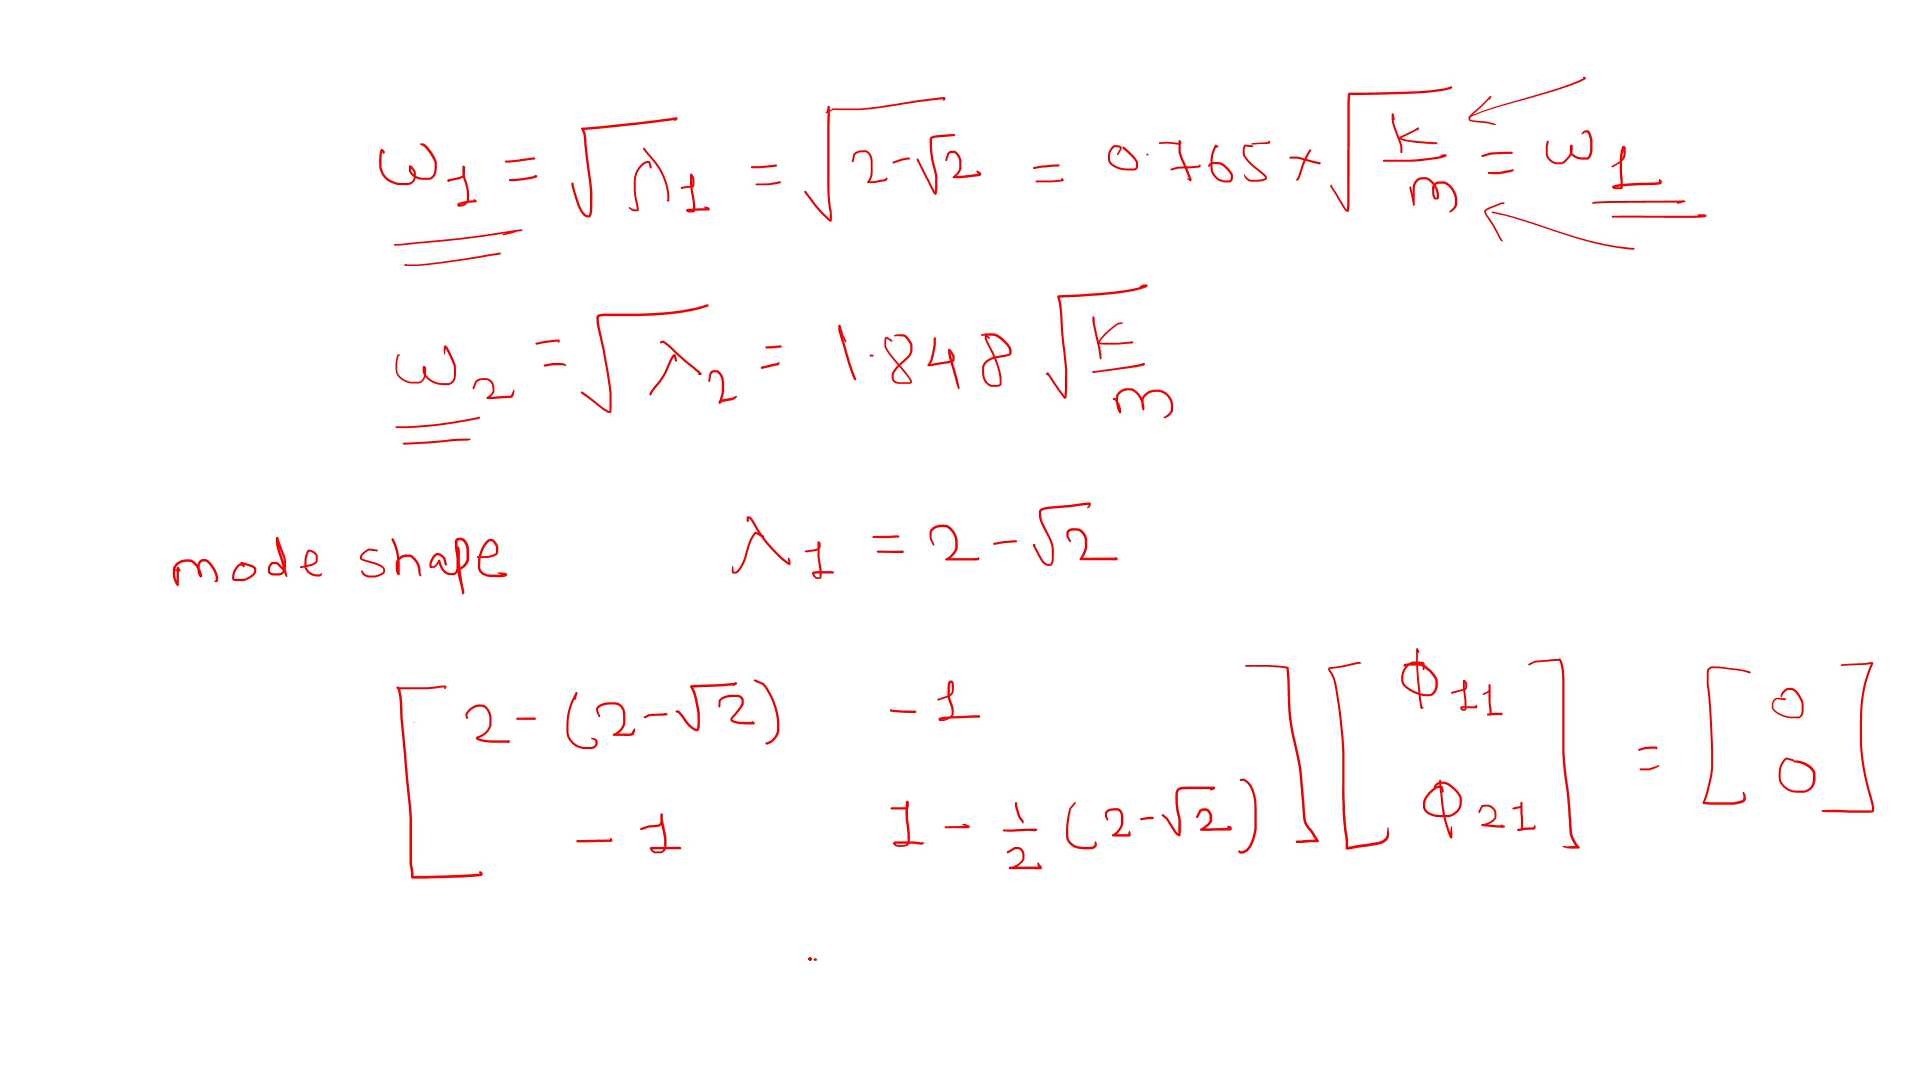 ω₁ = √λ₁ = √(2-√2) = 0.765 × √(k/m) = ω₁
ω₂ = √λ₂ = 1.848 √(k/m)
mode shape λ₁ = 2-√2
[2-(2-√2) -1] [Φ₁₁] = [0]
[-1 1-½(2-√2)] [Φ₂₁] [0]